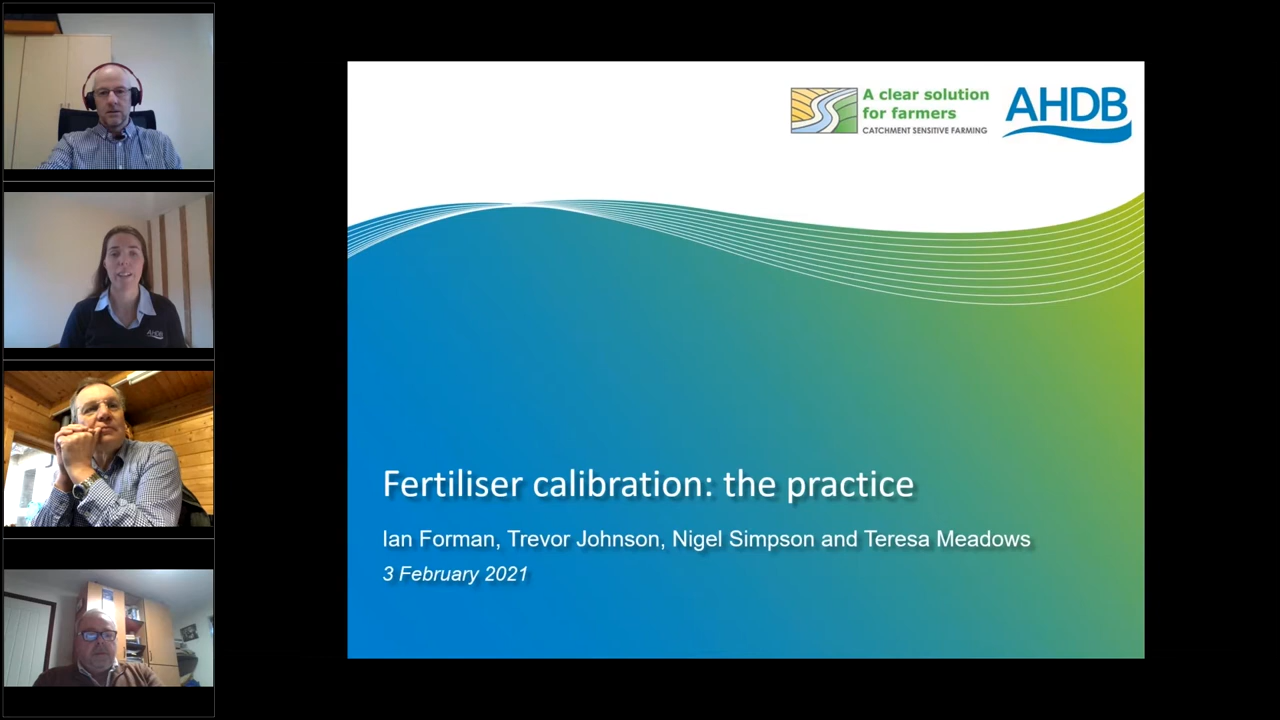 A clear solution
for farmers
CATCHMENT SENSITIVE FARMING
AHDB
AHDB
Fertiliser calibration: the practice
Ian Forman, Trevor Johnson, Nigel Simpson and Teresa Meadows
3 February 2021